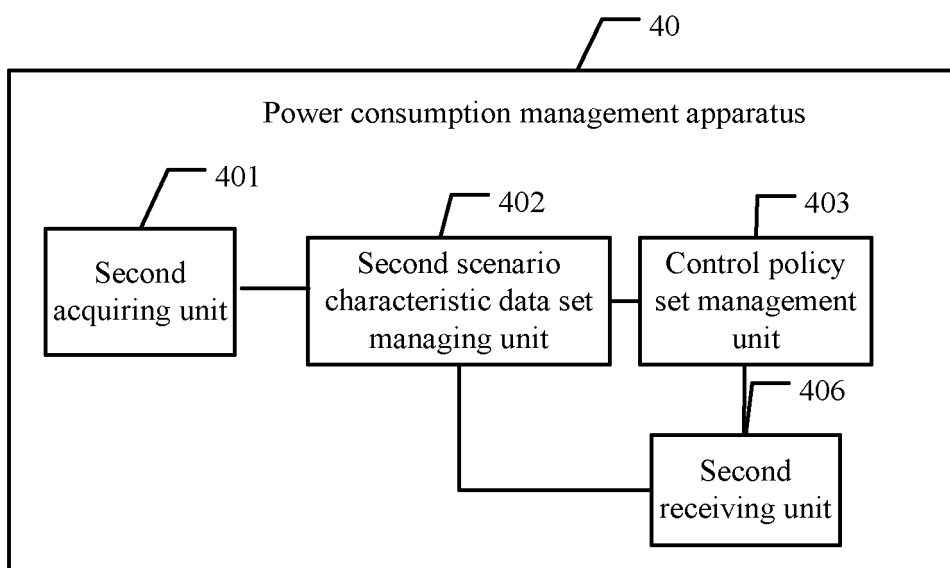 40
Power consumption management apparatus
401
402
403
Second
acquiring unit
Second scenario
characteristic data set
managing unit
Control policy
set management
unit
406
Second
receiving unit